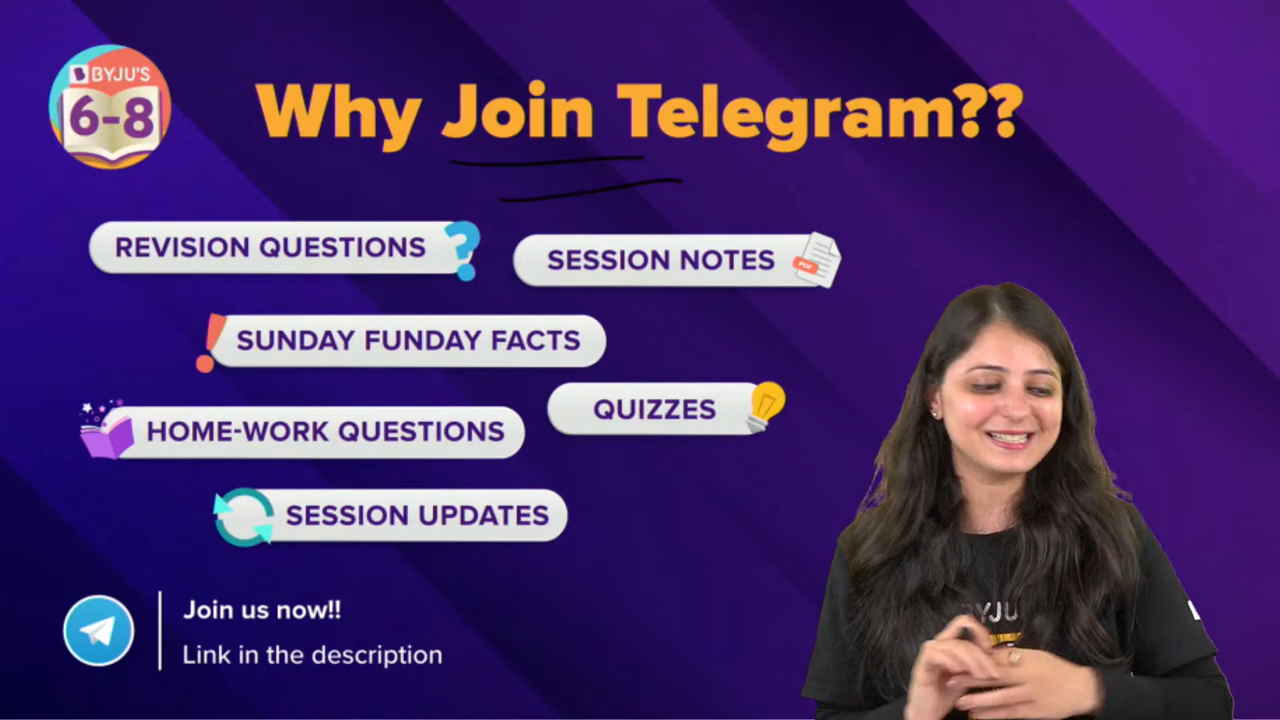 BYJU'S
6-8
Why Join Telegram??
REVISION QUESTIONS
SESSION NOTES
PDF
SUNDAY FUNDAY FACTS
QUIZZES
HOME-WORK QUESTIONS
SESSION UPDATES
Join us now!!
Link in the description
BYJU